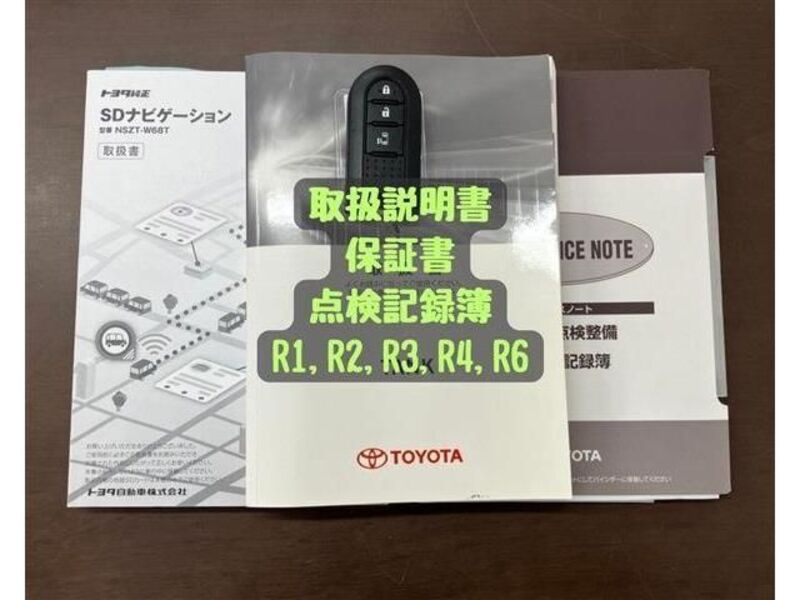 トヨタ純正
SDナビゲーション
型番 NSZT-W68T
取扱書
取扱説明書
保証書
点検記録簿
R1, R2, R3, R4, R6
TOYOTA
トヨタ自動車株式会社
ICE NOTE
スノート
点検整備
記録簿
YOTA